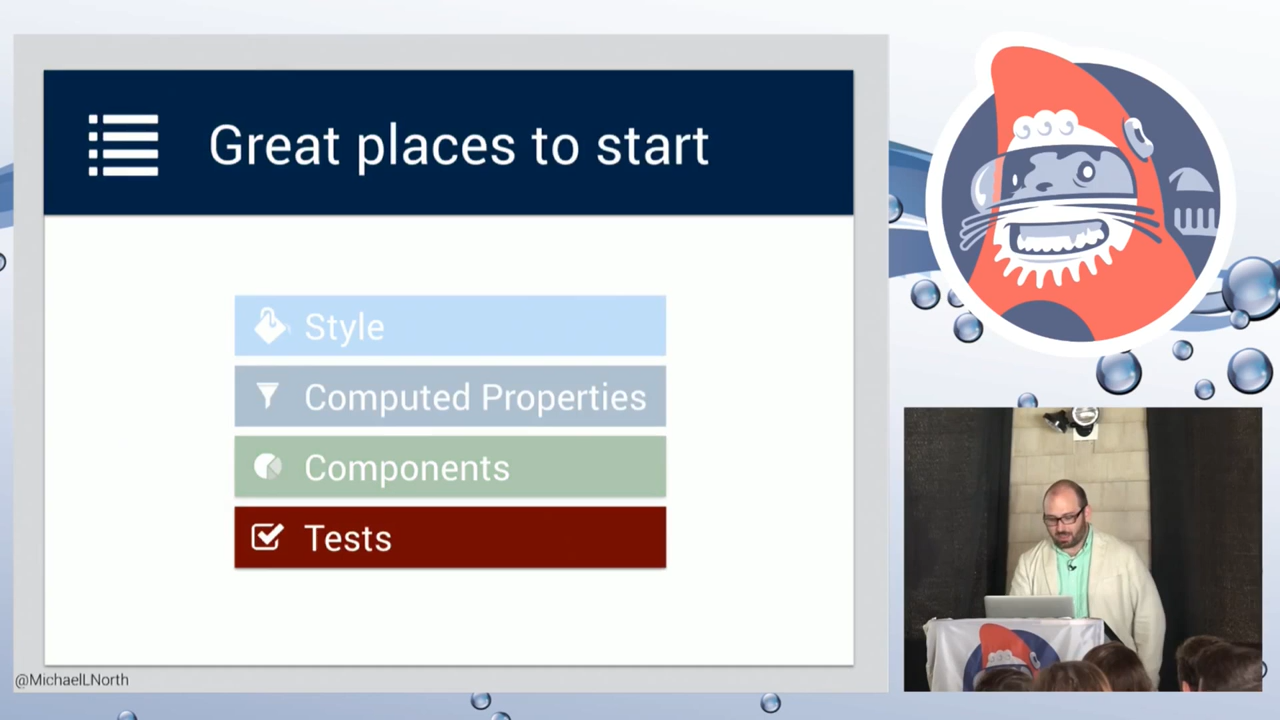 Great places to start
Style
Computed Properties
Components
Tests
@MichaelLNorth